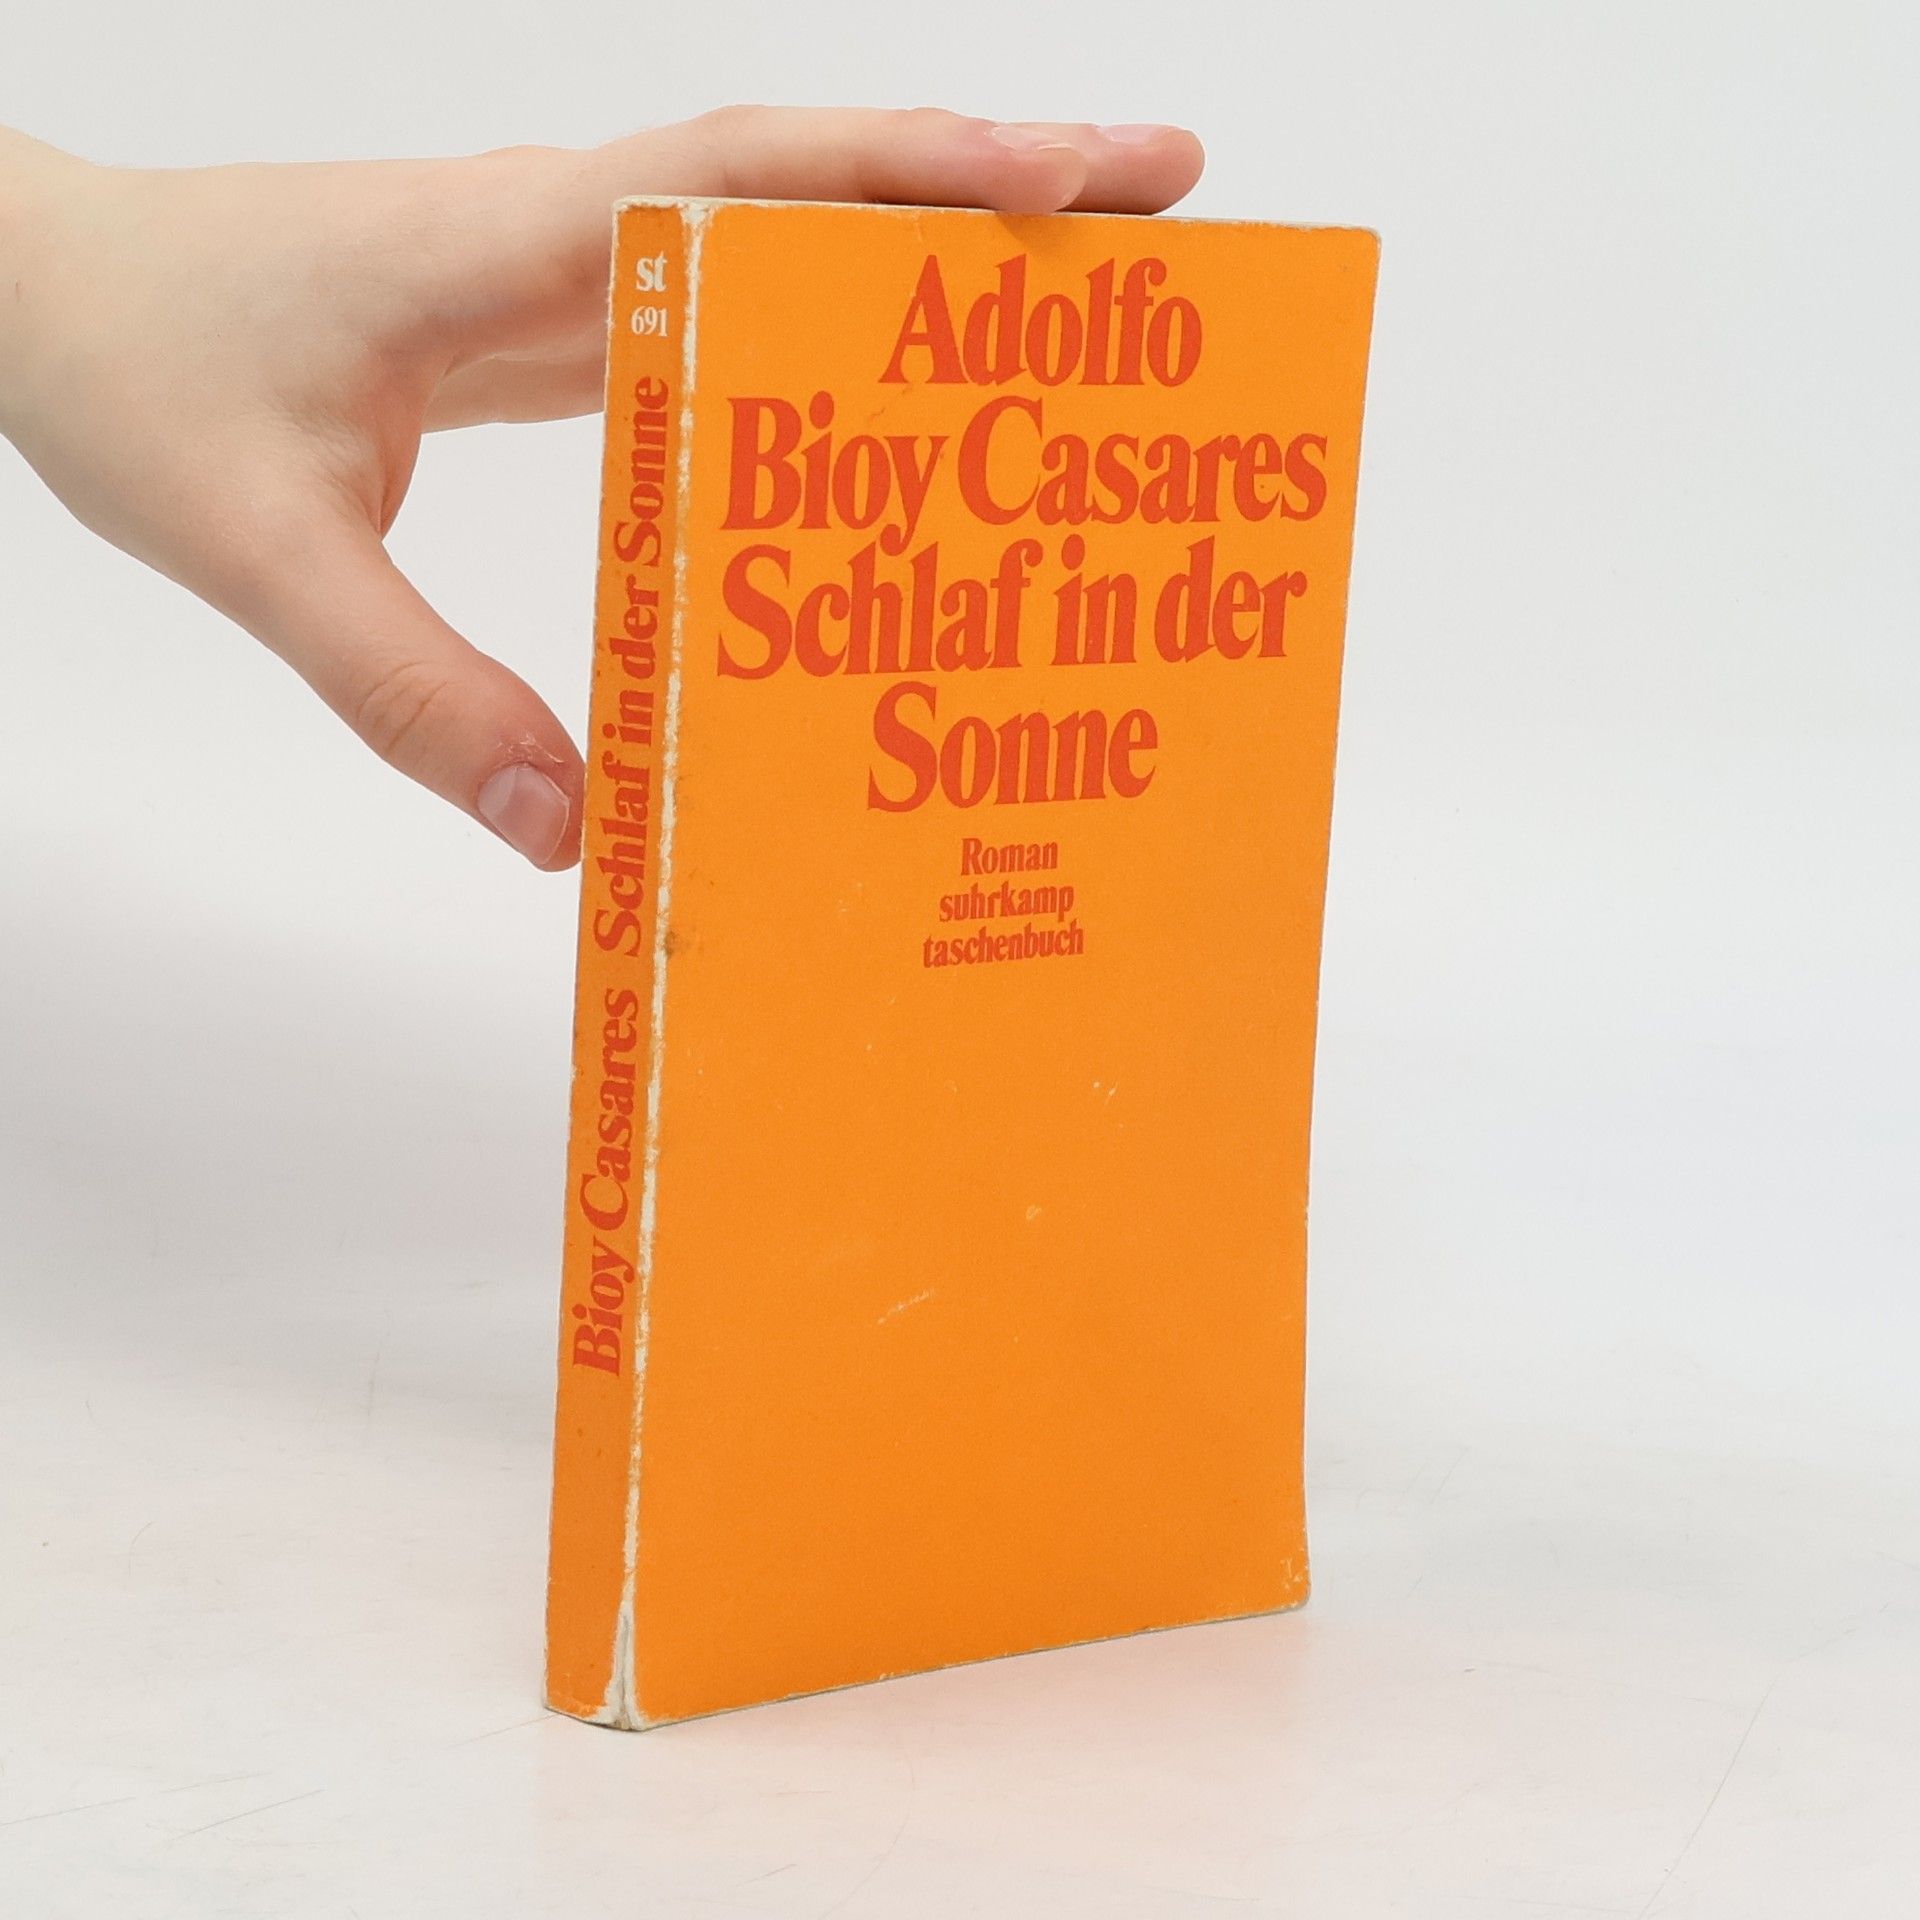 st
691
Bioy Casares Schlaf in der Sonne
Adolfo
Bioy Casares
Schlaf in der
Sonne
Roman
suhrkamp
taschenbuch